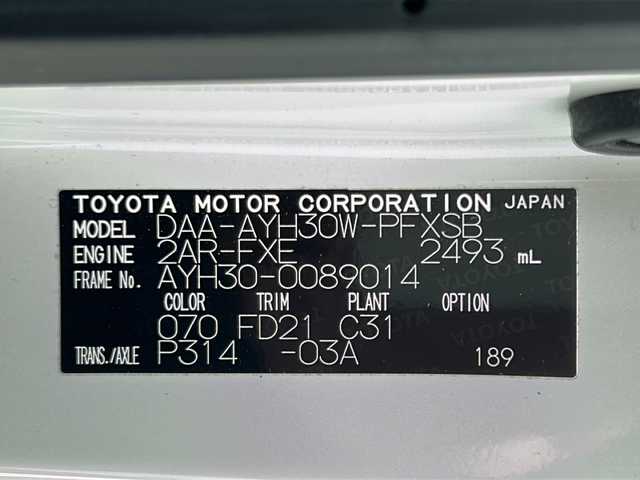 TOYOTA MOTOR CORPORATION JAPAN
MODEL DAA-AYH30W-PFXSB
ENGINE 2AR-FXE 2493 mL
FRAME No. AYH30-0089014
COLOR TRIM PLANT OPTION
070 FD21 C31
TRANS./AXLE P314 -03A 189